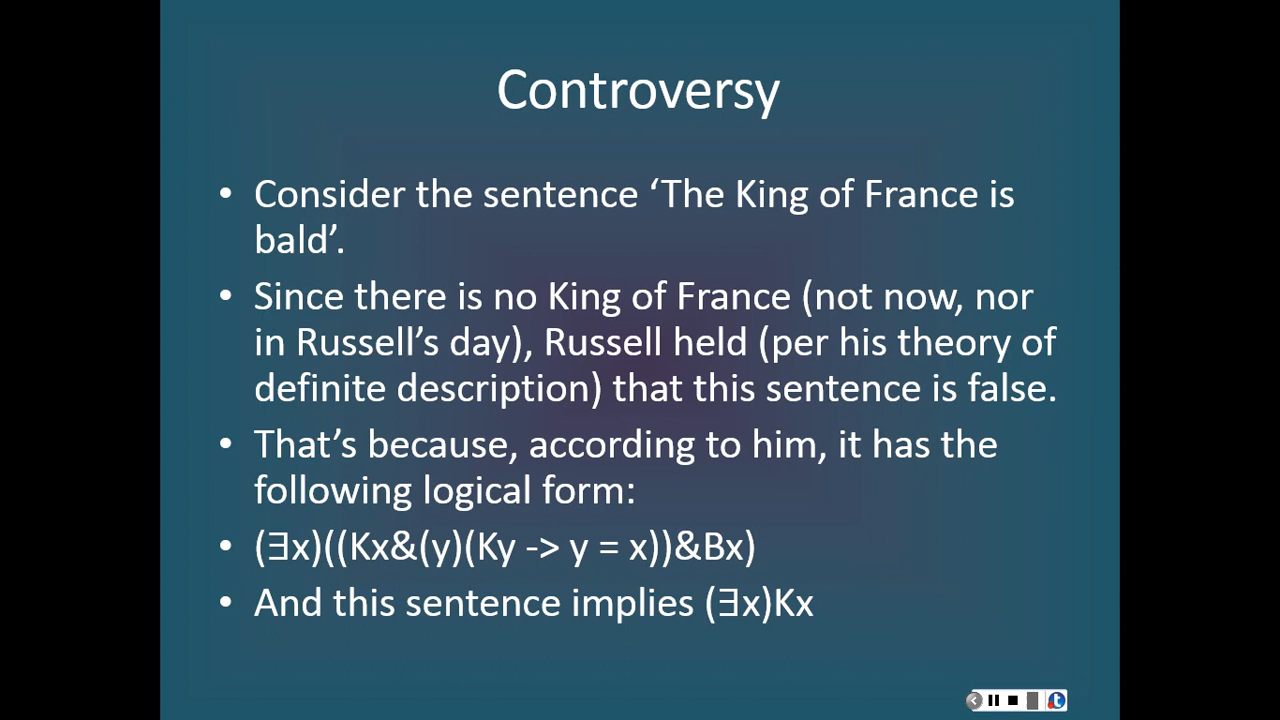 Controversy
• Consider the sentence ‘The King of France is
bald’.
• Since there is no King of France (not now, nor
in Russell’s day), Russell held (per his theory of
definite description) that this sentence is false.
• That’s because, according to him, it has the
following logical form:
• (∃x)((Kx&(y)(Ky -> y = x))&Bx)
• And this sentence implies (∃x)Kx
t